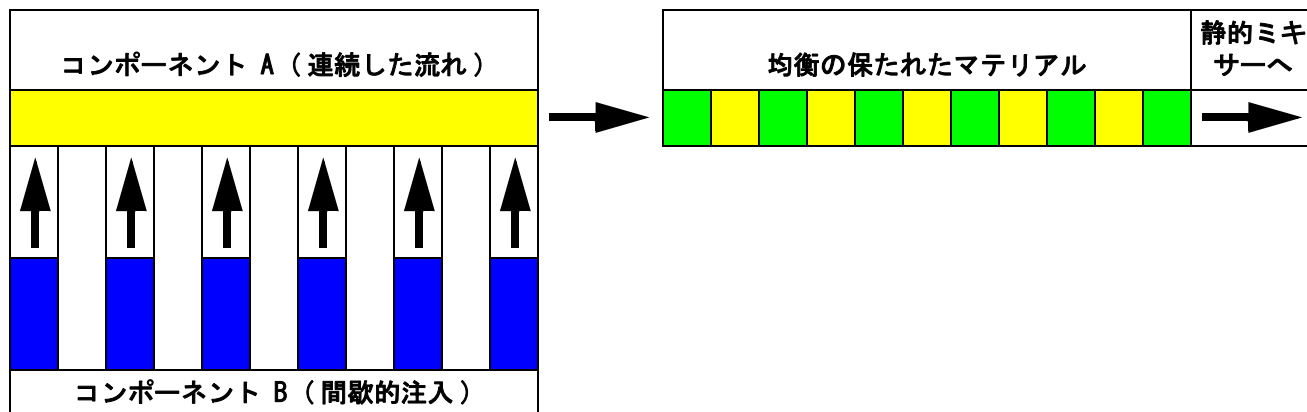 コンポーネント A ( 連続した流れ )
均衡の保たれたマテリアル
静的ミキ
サーへ
コンポーネント B ( 間歇的注入 )